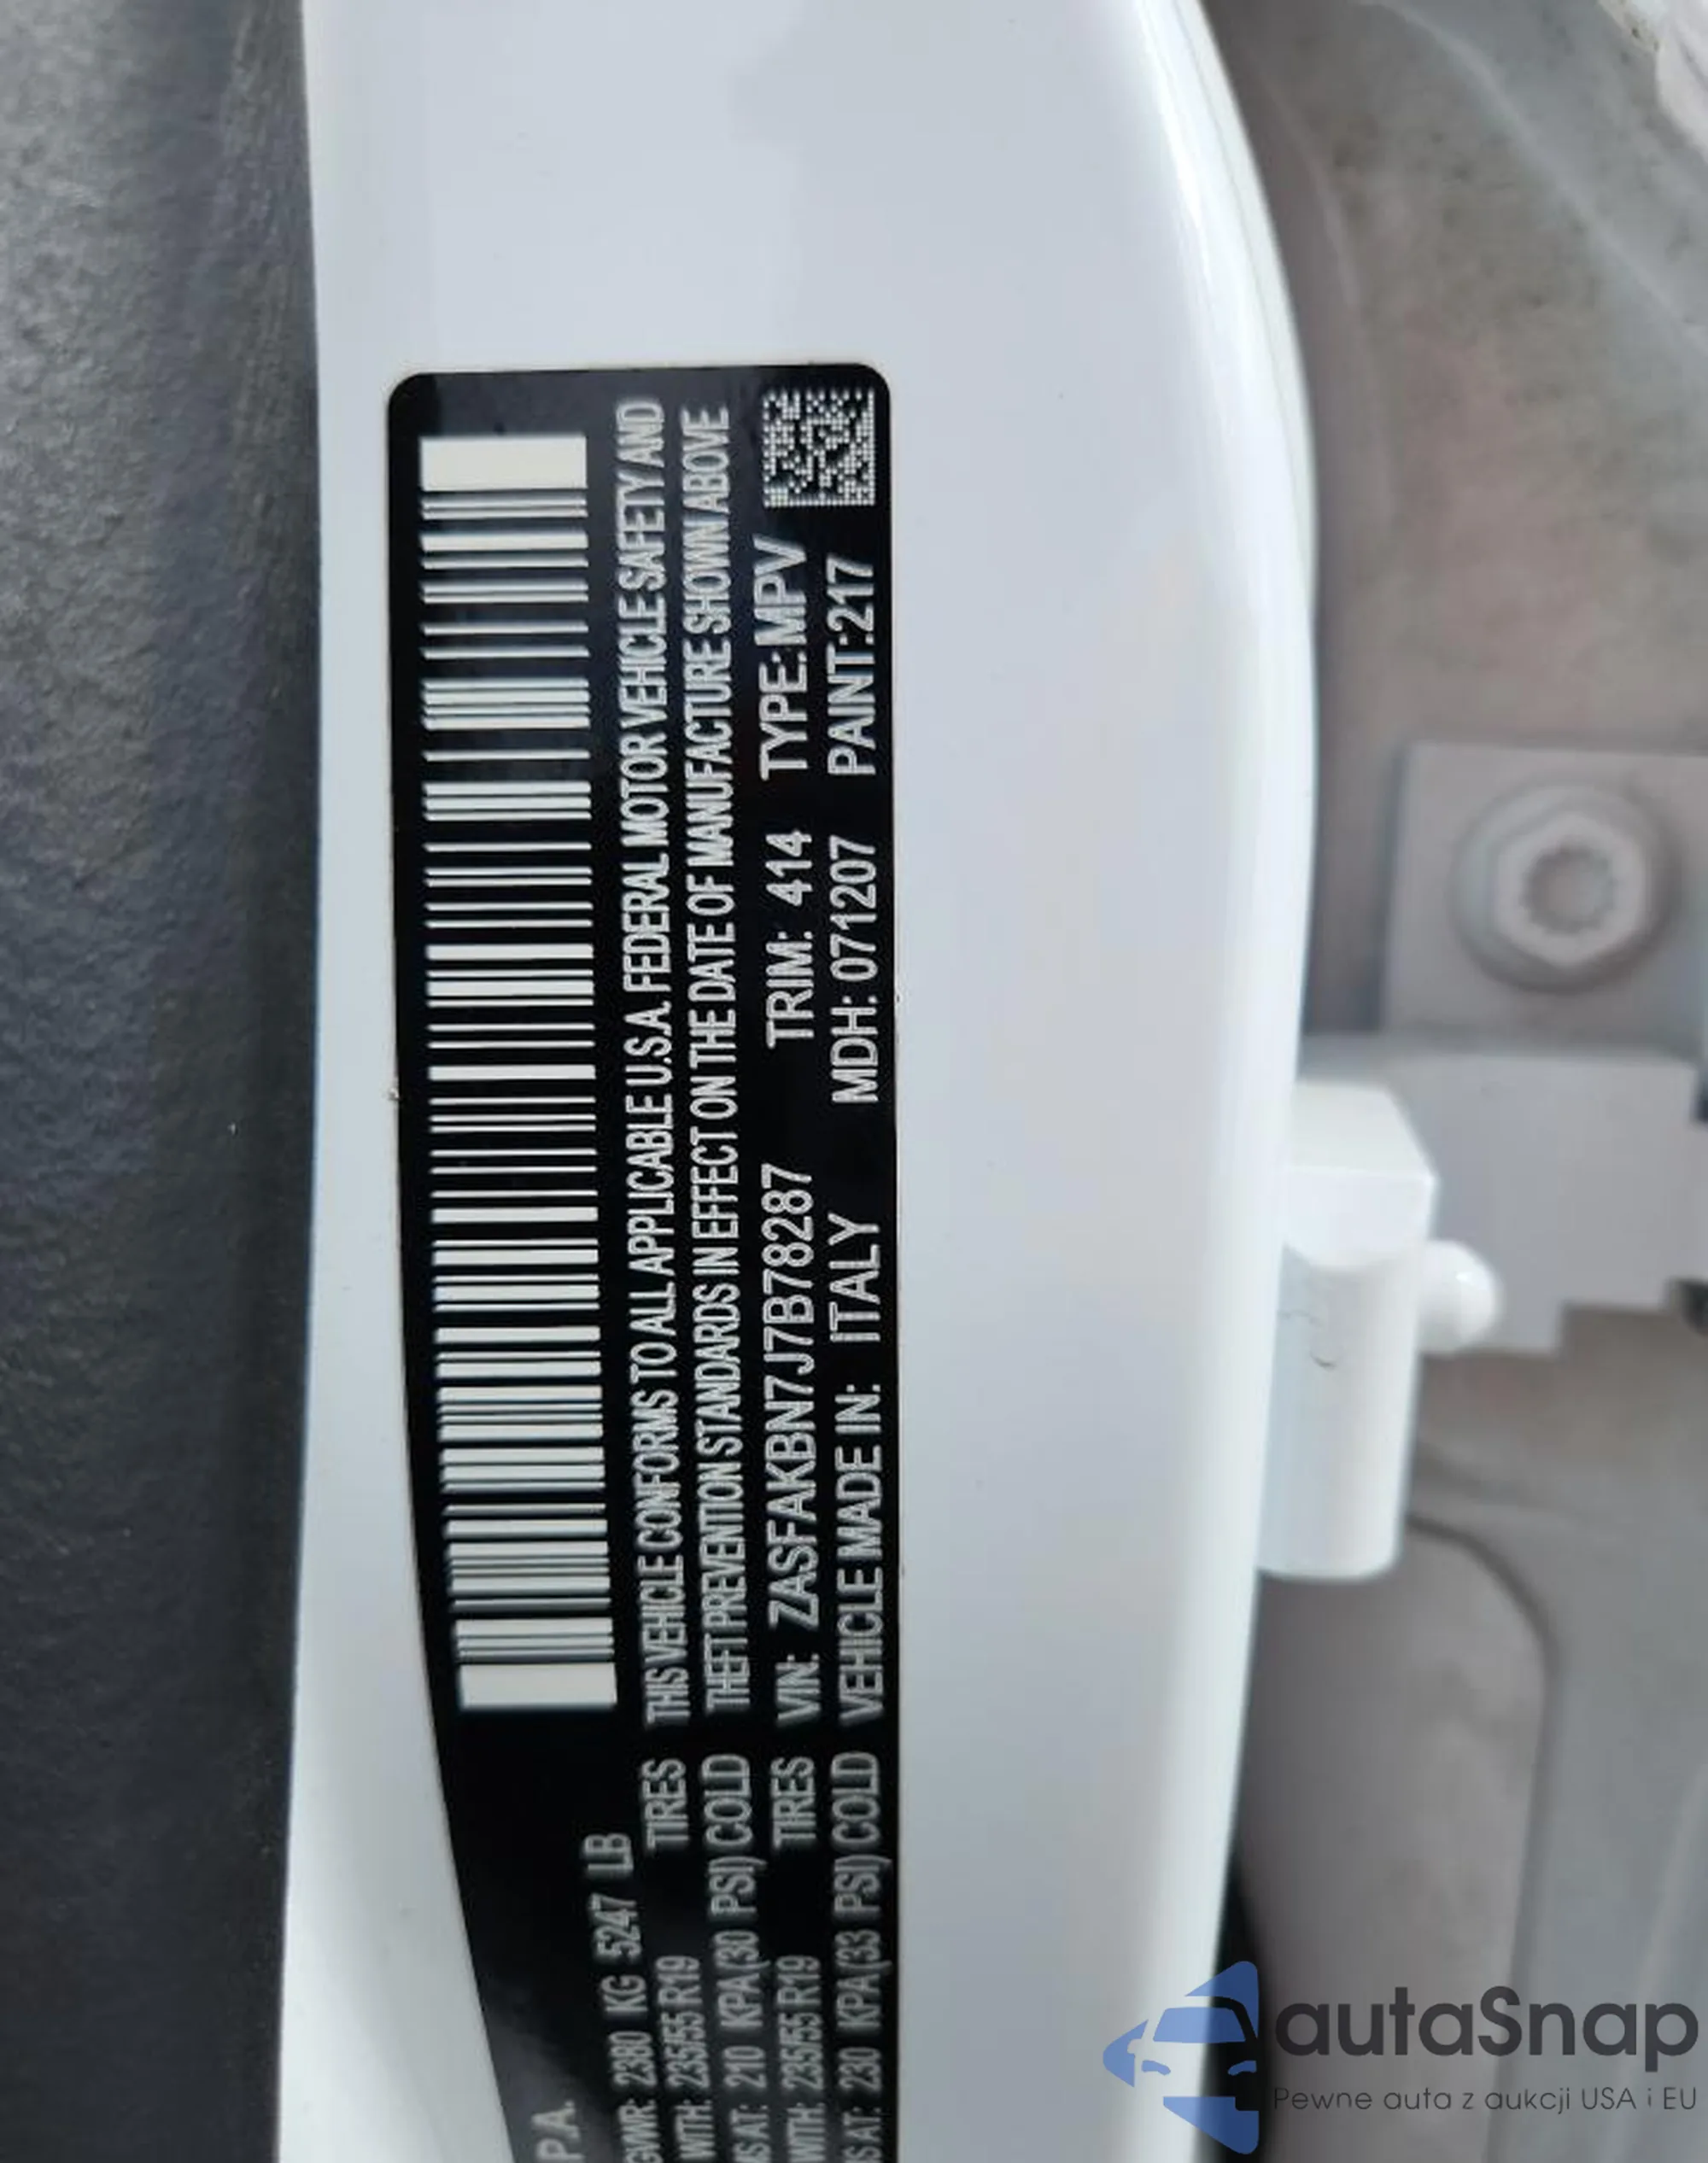 P.A.
GVWR: 2380 KG 5247 LB
WITH: 235/55 R19 TIRES
AT: 210 KPA(30 PSI) COLD
WITH: 235/55 R19 TIRES
AT: 230 KPA(33 PSI) COLD
THIS VEHICLE CONFORMS TO ALL APPLICABLE U.S.A. FEDERAL MOTOR VEHICLE SAFETY AND
THEFT PREVENTION STANDARDS IN EFFECT ON THE DATE OF MANUFACTURE SHOWN ABOVE
VIN: ZASFAKBN7J7B78287 TRIM: 414 TYPE: MPV
VEHICLE MADE IN: ITALY MDH: 071207 PAINT:217
autaSnap
Pewne auta z aukcji USA i EU